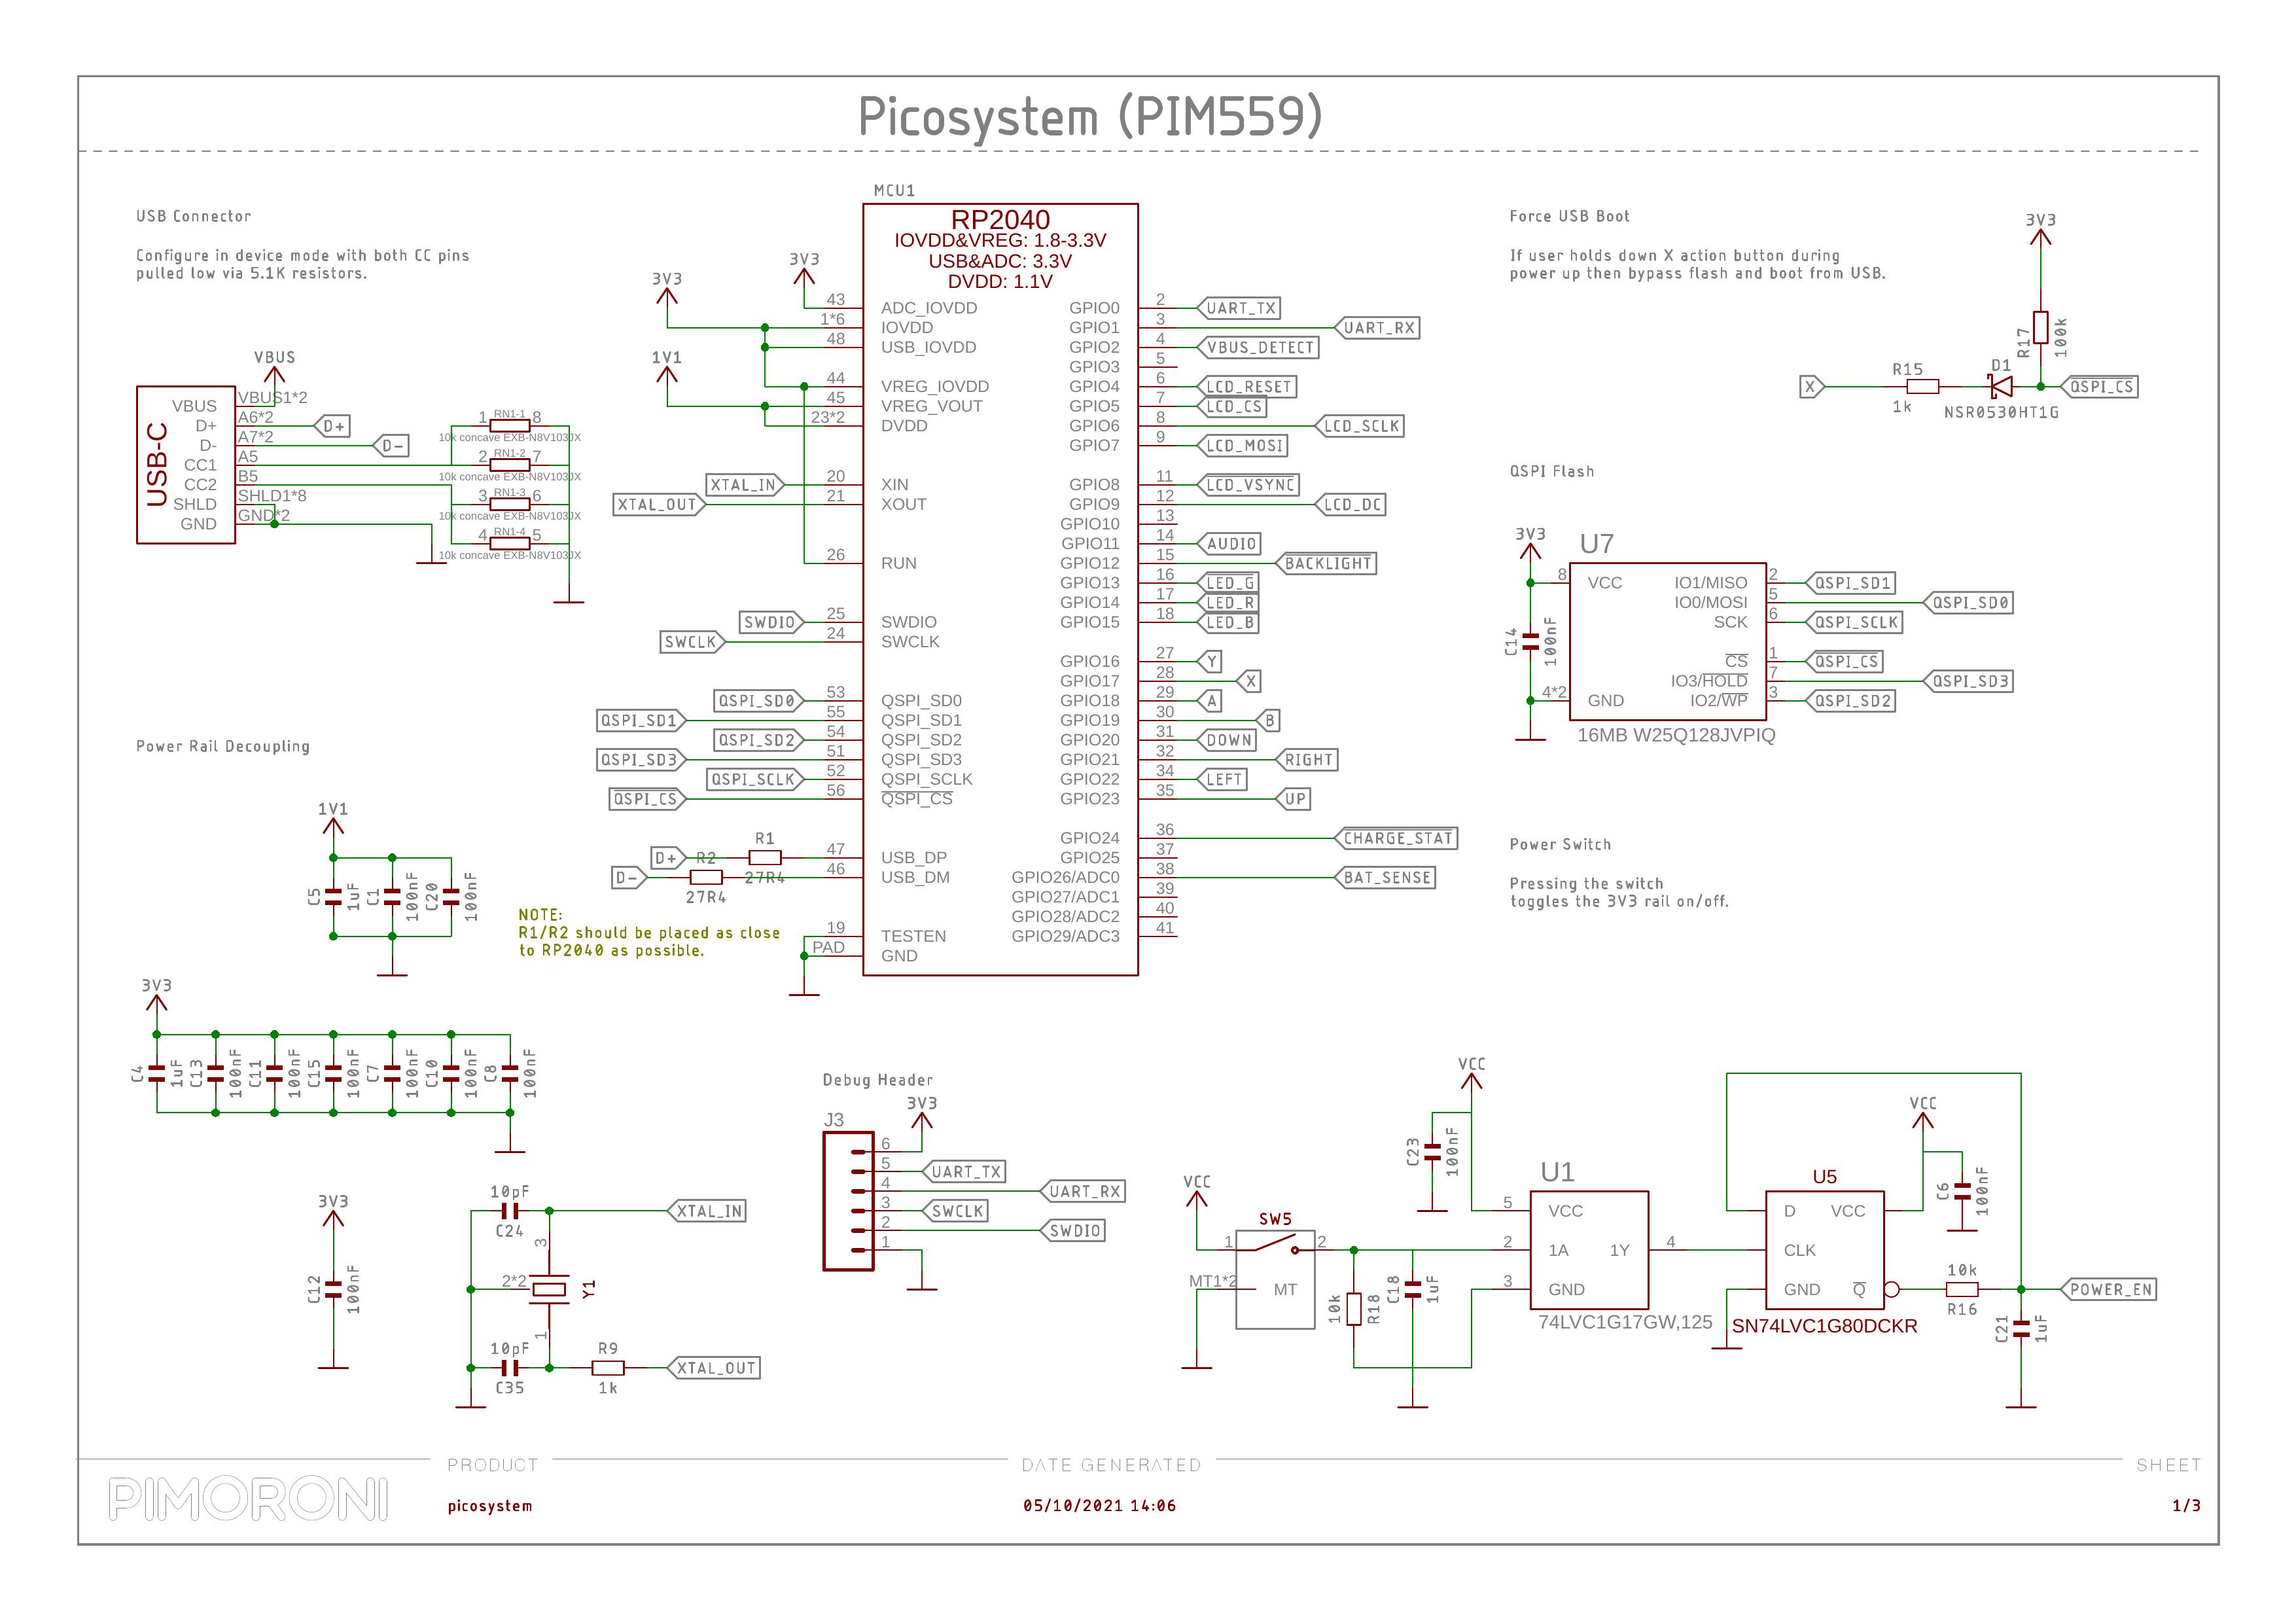 Picosystem (PIM559)
USB Connector
Configure in device mode with both CC pins
pulled low via 5.1K resistors.
VBUS
USB-C
VBUS VBUS1*2
D+ A6*2 D+
D- A7*2 D-
CC1 A5
CC2 B5
SHLD SHLD1*8
GND GND*2
1 RN1-1 8
10k concave EXB-N8V103JX
2 RN1-2 7
10k concave EXB-N8V103JX
3 RN1-3 6
10k concave EXB-N8V103JX
4 RN1-4 5
10k concave EXB-N8V103JX
MCU1
RP2040
IOVDD&VREG: 1.8-3.3V
USB&ADC: 3.3V
DVDD: 1.1V
3V3
3V3
1V1
43 ADC_IOVDD
1*6 IOVDD
48 USB_IOVDD
44 VREG_IOVDD
45 VREG_VOUT
23*2 DVDD
XTAL_IN 20 XIN
XTAL_OUT 21 XOUT
26 RUN
SWDIO 25 SWDIO
SWCLK 24 SWCLK
QSPI_SD0 53 QSPI_SD0
QSPI_SD1 55 QSPI_SD1
QSPI_SD2 54 QSPI_SD2
QSPI_SD3 51 QSPI_SD3
QSPI_SCLK 52 QSPI_SCLK
QSPI_CS 56 QSPI_CS
R1
D+ 47 USB_DP
R2
D- 27R4 46 USB_DM
27R4
19 TESTEN
PAD GND
NOTE:
R1/R2 should be placed as close
to RP2040 as possible.
GPIO0 2 UART_TX
GPIO1 3 UART_RX
GPIO2 4 VBUS_DETECT
GPIO3 5
GPIO4 6 LCD_RESET
GPIO5 7 LCD_CS
GPIO6 8 LCD_SCLK
GPIO7 9 LCD_MOSI
GPIO8 11 LCD_VSYNC
GPIO9 12 LCD_DC
GPIO10 13
GPIO11 14 AUDIO
GPIO12 15 BACKLIGHT
GPIO13 16 LED_G
GPIO14 17 LED_R
GPIO15 18 LED_B
GPIO16 27 Y
GPIO17 28 X
GPIO18 29 A
GPIO19 30 B
GPIO20 31 DOWN
GPIO21 32 RIGHT
GPIO22 34 LEFT
GPIO23 35 UP
GPIO24 36 CHARGE_STAT
GPIO25 37
GPIO26/ADC0 38 BAT_SENSE
GPIO27/ADC1 39
GPIO28/ADC2 40
GPIO29/ADC3 41
Force USB Boot
If user holds down X action button during
power up then bypass flash and boot from USB.
3V3
R17
100k
X
R15
1k
D1
NSR0530HT1G
QSPI_CS
QSPI Flash
3V3
C14
100nF
U7
8 VCC
4*2 GND
IO1/MISO 2 QSPI_SD1
IO0/MOSI 5 QSPI_SD0
SCK 6 QSPI_SCLK
CS 1 QSPI_CS
IO3/HOLD 7 QSPI_SD3
IO2/WP 3 QSPI_SD2
16MB W25Q128JVPIQ
Power Rail Decoupling
1V1
C5 1uF
C1 100nF
C20 100nF
3V3
C4 1uF
C13 100nF
C11 100nF
C15 100nF
C7 100nF
C10 100nF
C8 100nF
3V3
C12 100nF
10pF
C24
XTAL_IN
3
2*2
1
Y1
10pF
C35
R9
1k
XTAL_OUT
Debug Header
J3
3V3
6
5 UART_TX
4 UART_RX
3 SWCLK
2 SWDIO
1
Power Switch
Pressing the switch
toggles the 3V3 rail on/off.
VCC
SW5
1
2
MT1*2
MT
10k
R18
C18
1uF
VCC
C23
100nF
U1
5 VCC
2 1A 1Y 4
3 GND
74LVC1G17GW,125
VCC
C6
100nF
U5
D VCC
CLK
GND Q
SN74LVC1G80DCKR
10k
R16
POWER_EN
C21
1uF
PIMORONI
PRODUCT
picosystem
DATE GENERATED
05/10/2021 14:06
SHEET
1/3